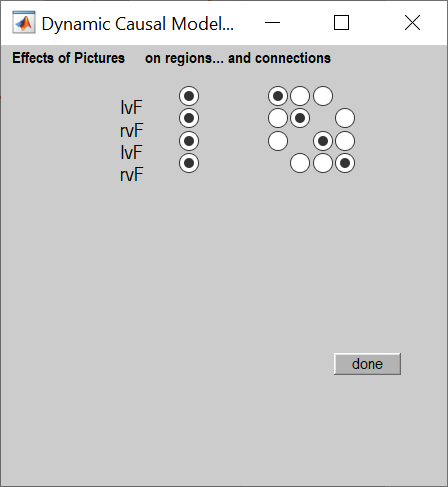 Dynamic Causal Model...
Effects of Pictures on regions... and connections
lvF
rvF
lvF
rvF
done